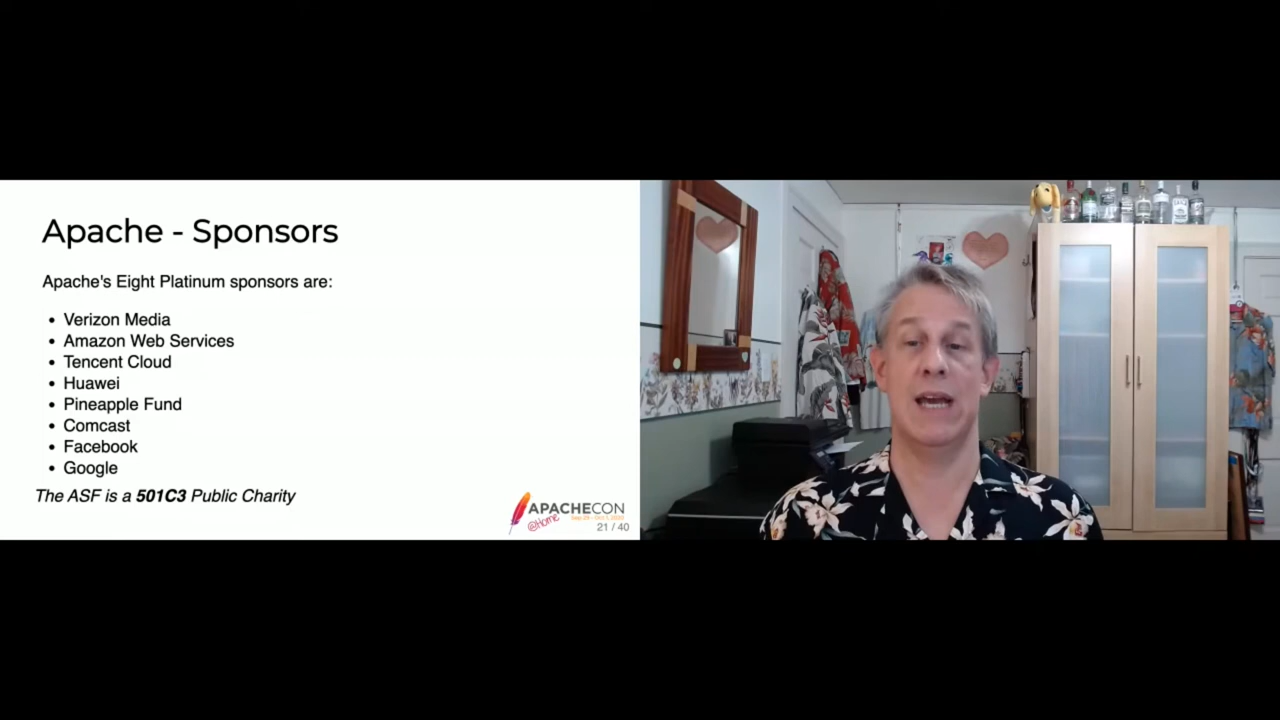 Apache - Sponsors
Apache's Eight Platinum sponsors are:
• Verizon Media
• Amazon Web Services
• Tencent Cloud
• Huawei
• Pineapple Fund
• Comcast
• Facebook
• Google
The ASF is a 501C3 Public Charity
APACHECON
@Home
21 / 40